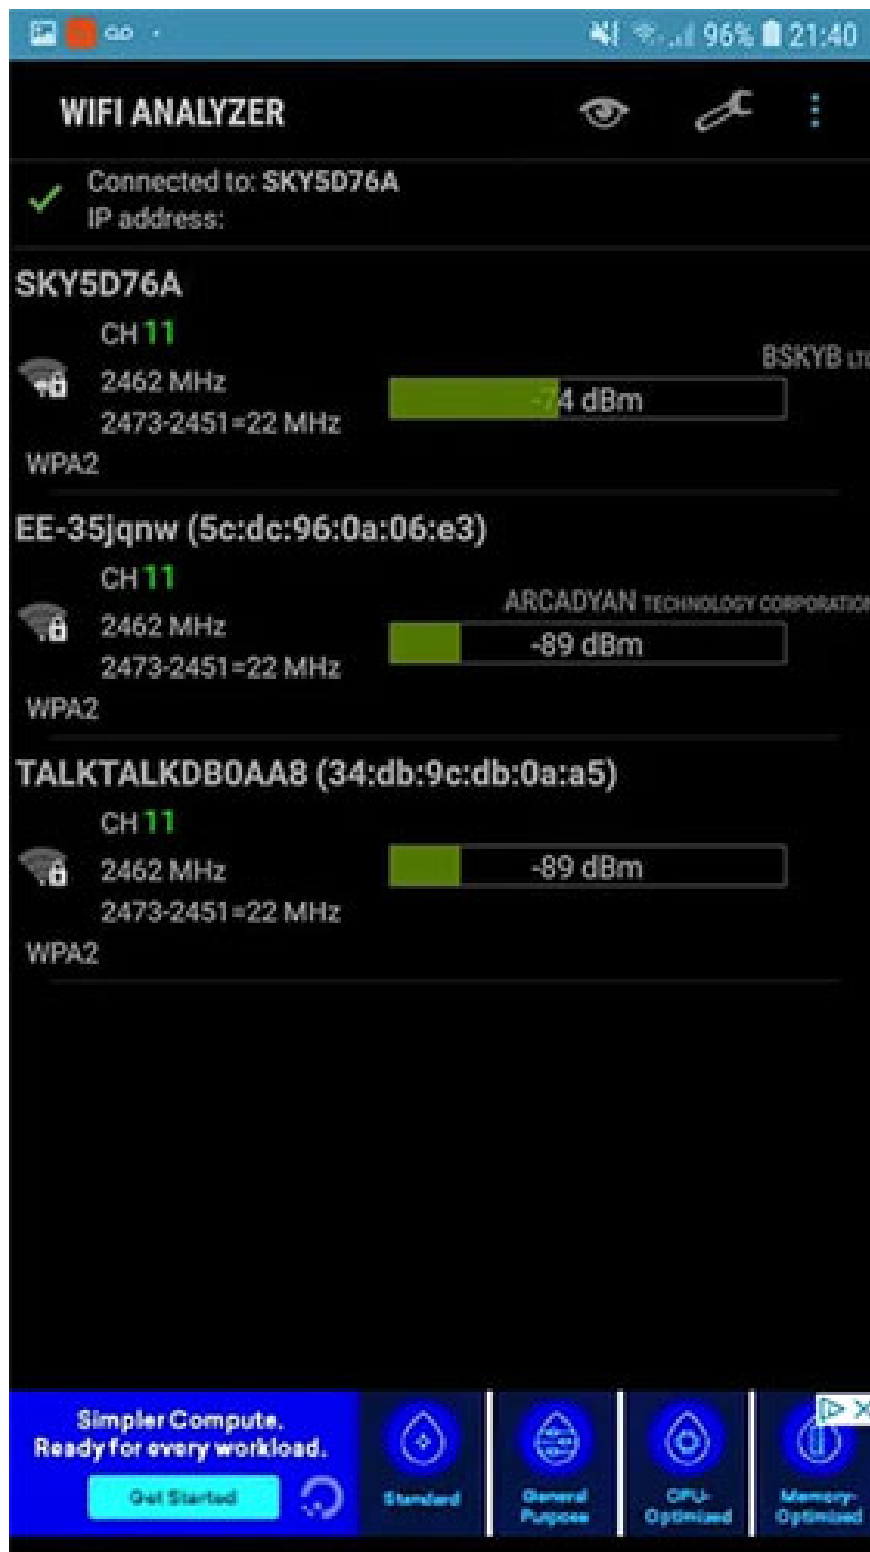 96% 21:40
WIFI ANALYZER
Connected to: SKY5D76A
IP address:
SKY5D76A
CH 11
BSKYB LTD
2462 MHz
-74 dBm
2473-2451=22 MHz
WPA2
EE-35jqnw (5c:dc:96:0a:06:e3)
CH 11
ARCADYAN TECHNOLOGY CORPORATION
2462 MHz
-89 dBm
2473-2451=22 MHz
WPA2
TALKTALKDB0AA8 (34:db:9c:db:0a:a5)
CH 11
2462 MHz
-89 dBm
2473-2451=22 MHz
WPA2
Simpler Compute.
Ready for every workload.
Get Started
Standard
General
Purpose
CPU-
Optimized
Memory-
Optimized